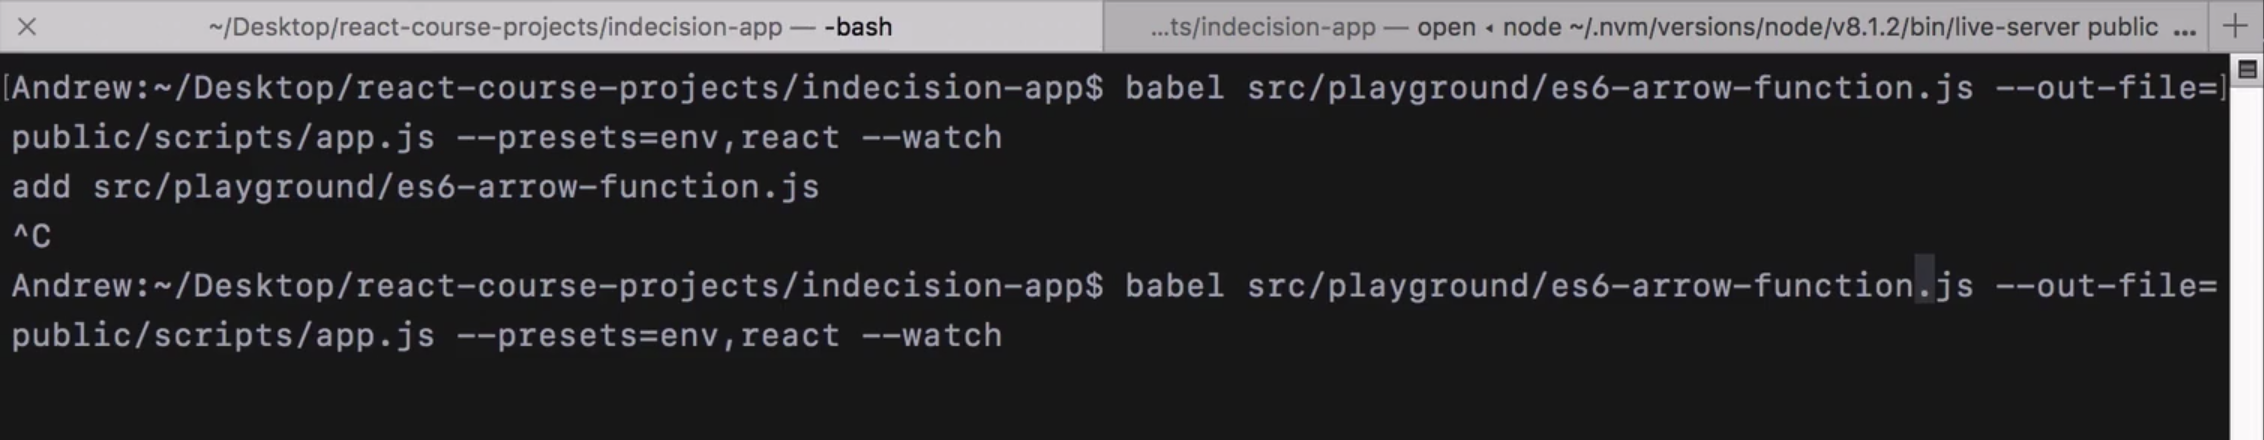 ~/Desktop/react-course-projects/indecision-app — -bash
...ts/indecision-app — open ◂ node ~/.nvm/versions/node/v8.1.2/bin/live-server public ...
[Andrew:~/Desktop/react-course-projects/indecision-app$ babel src/playground/es6-arrow-function.js --out-file=]
public/scripts/app.js --presets=env,react --watch
add src/playground/es6-arrow-function.js
^C
Andrew:~/Desktop/react-course-projects/indecision-app$ babel src/playground/es6-arrow-function.js --out-file=
public/scripts/app.js --presets=env,react --watch